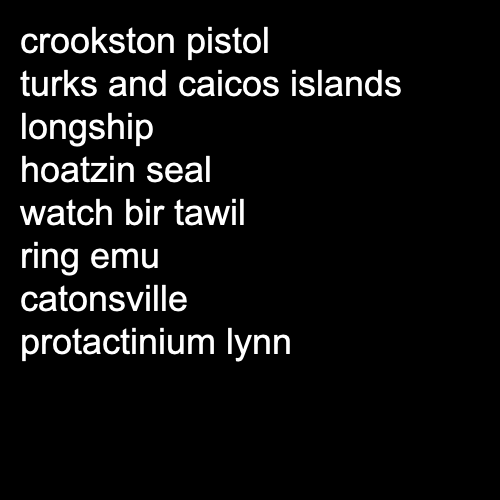 crookston pistol
turks and caicos islands
longship
hoatzin seal
watch bir tawil
ring emu
catonsville
protactinium lynn